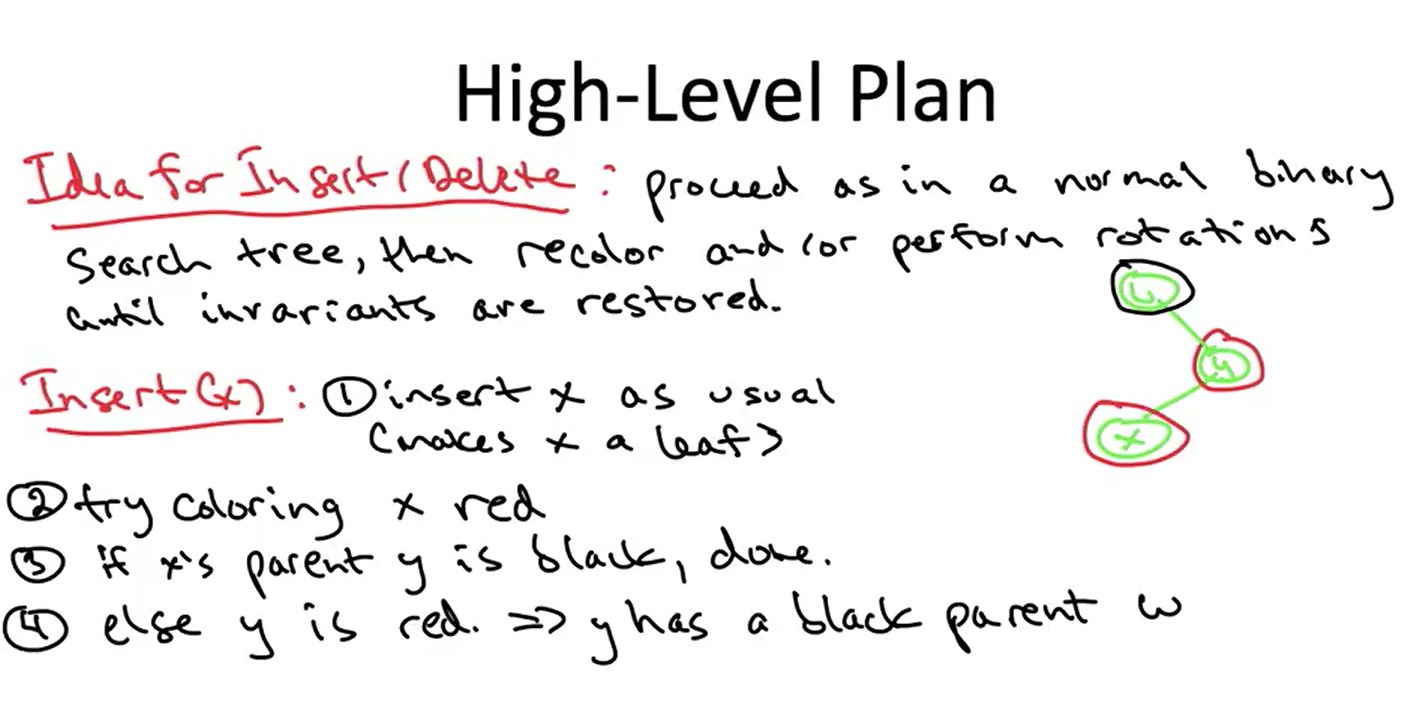 High-Level Plan
Idea for Insert/Delete: proceed as in a normal binary
search tree, then recolor and/or perform rotations
until invariants are restored.
w
y
x
Insert(x): ① insert x as usual
(makes x a leaf)
② try coloring x red
③ if x's parent y is black, done.
④ else y is red. => y has a black parent w